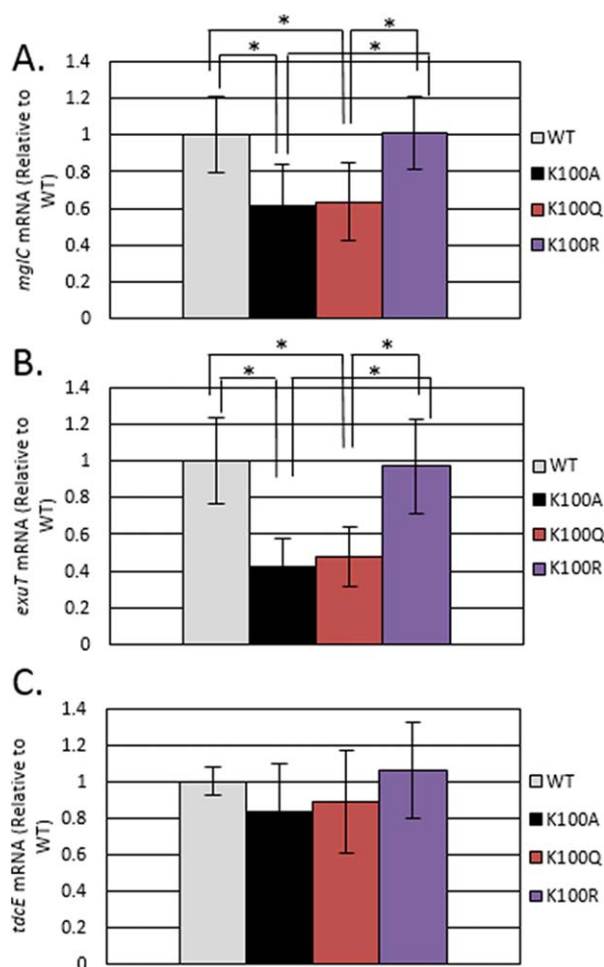 A.
* * * *
mglC mRNA (Relative to
WT)
1.4
1.2
1
0.8
0.6
0.4
0.2
0
WT
K100A
K100Q
K100R
B.
* * * *
exuT mRNA (Relative to
WT)
1.4
1.2
1
0.8
0.6
0.4
0.2
0
WT
K100A
K100Q
K100R
C.
tdcE mRNA (Relative to
WT)
1.4
1.2
1
0.8
0.6
0.4
0.2
0
WT
K100A
K100Q
K100R